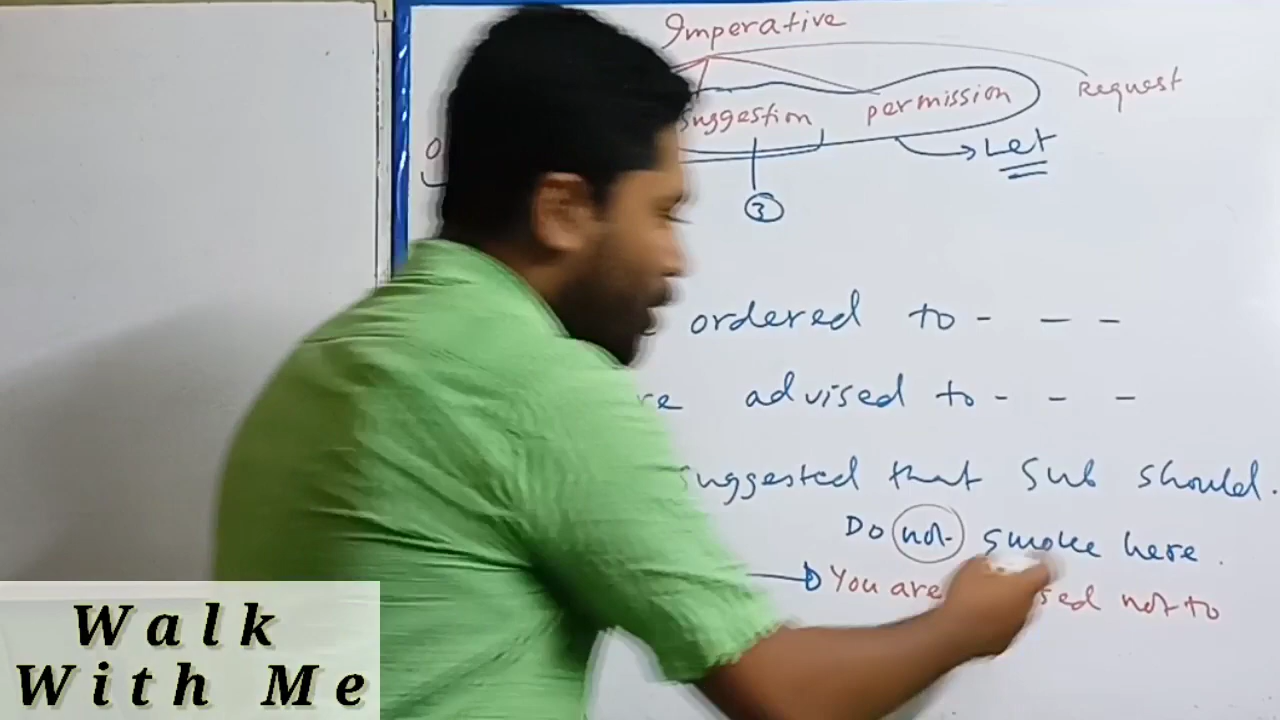 Imperative
suggestion permission Request
Let
3
ordered to - - -
advised to - - -
suggested that Sub should.
Do not smoke here.
You are not to
Walk
With Me